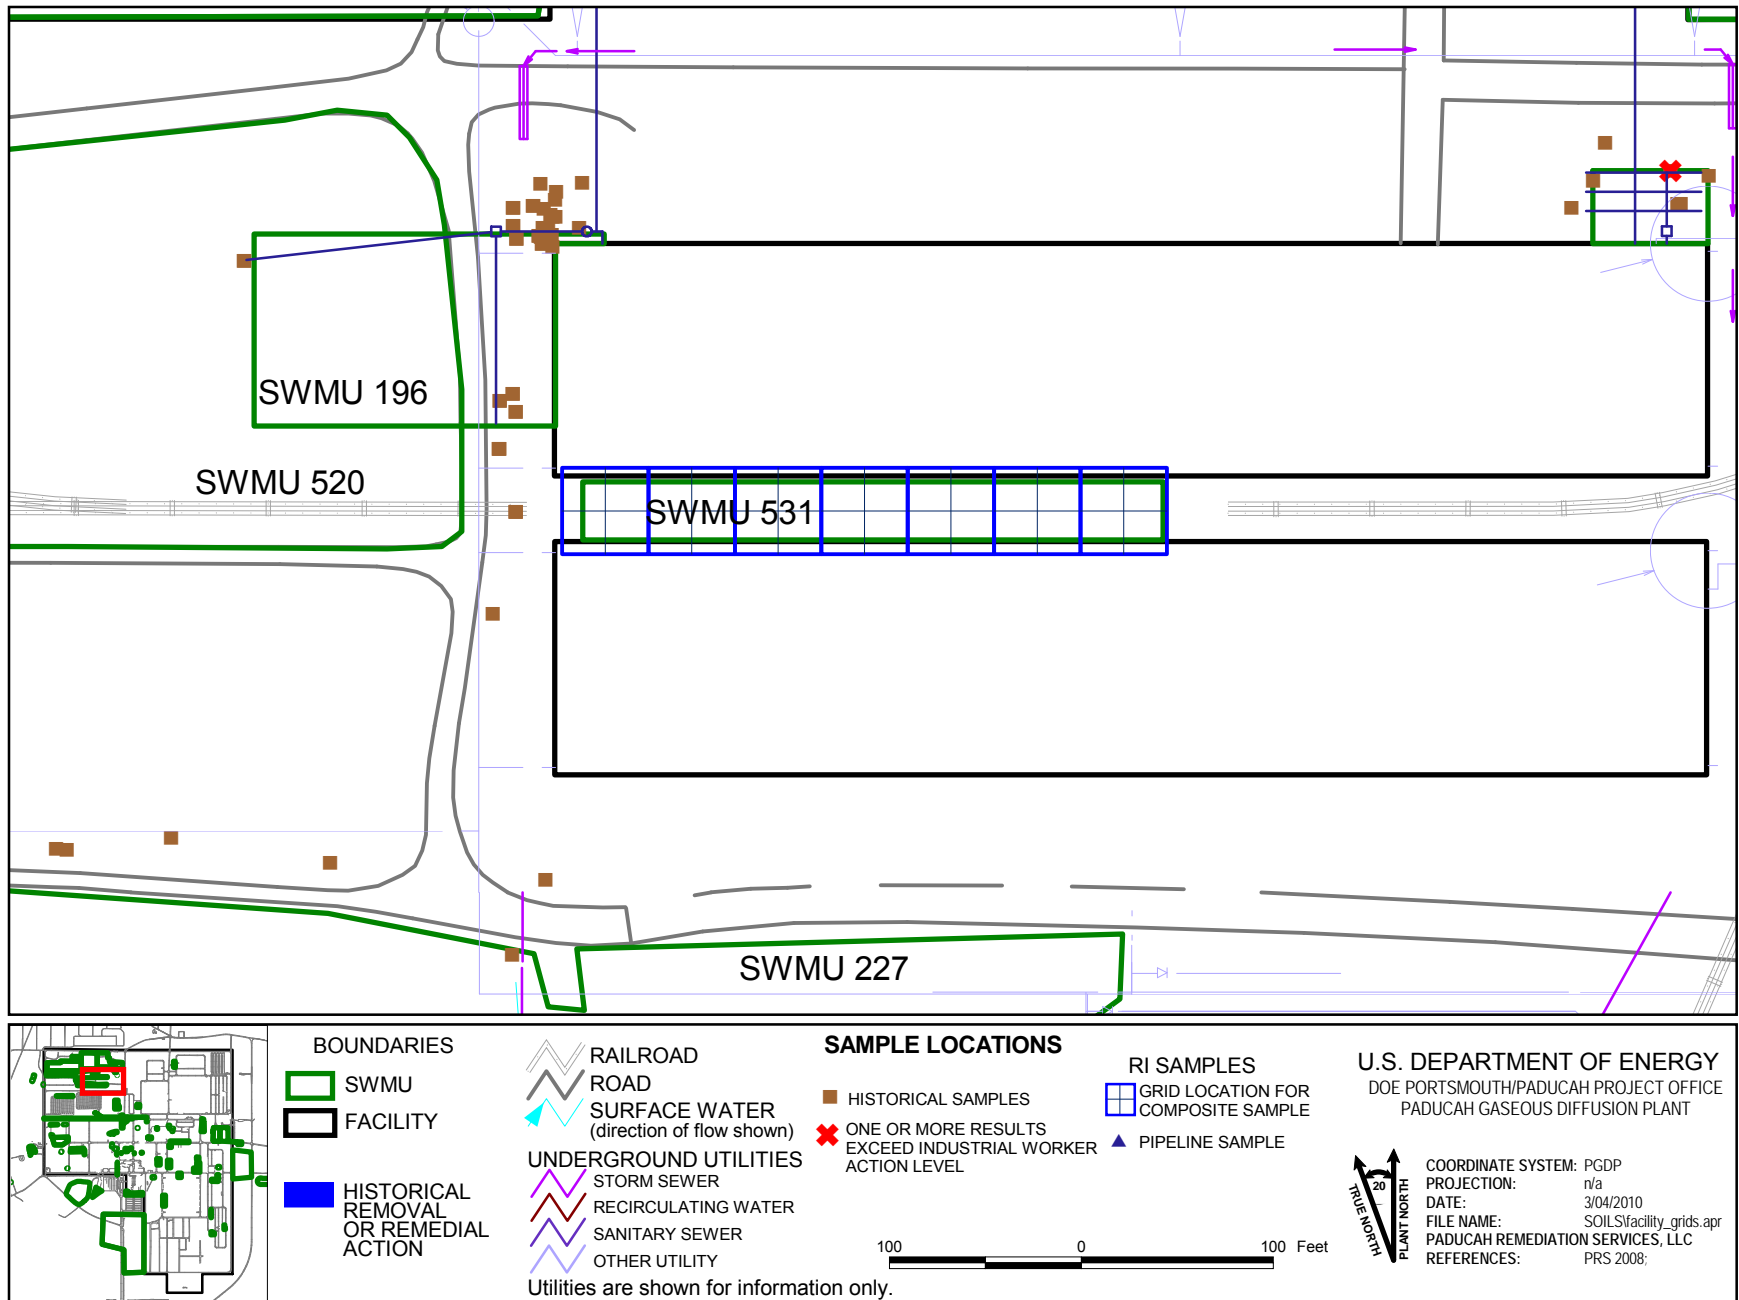 SWMU 196
SWMU 520
SWMU 531
SWMU 227
BOUNDARIES
SWMU
FACILITY
HISTORICAL
REMOVAL
OR REMEDIAL
ACTION
RAILROAD
ROAD
SURFACE WATER
(direction of flow shown)
UNDERGROUND UTILITIES
STORM SEWER
RECIRCULATING WATER
SANITARY SEWER
OTHER UTILITY
Utilities are shown for information only.
SAMPLE LOCATIONS
HISTORICAL SAMPLES
ONE OR MORE RESULTS
EXCEED INDUSTRIAL WORKER
ACTION LEVEL
RI SAMPLES
GRID LOCATION FOR
COMPOSITE SAMPLE
PIPELINE SAMPLE
100 0 100 Feet
U.S. DEPARTMENT OF ENERGY
DOE PORTSMOUTH/PADUCAH PROJECT OFFICE
PADUCAH GASEOUS DIFFUSION PLANT
20
TRUE NORTH
PLANT NORTH
COORDINATE SYSTEM: PGDP
PROJECTION: n/a
DATE: 3/04/2010
FILE NAME: SOILS\facility_grids.apr
PADUCAH REMEDIATION SERVICES, LLC
REFERENCES: PRS 2008;